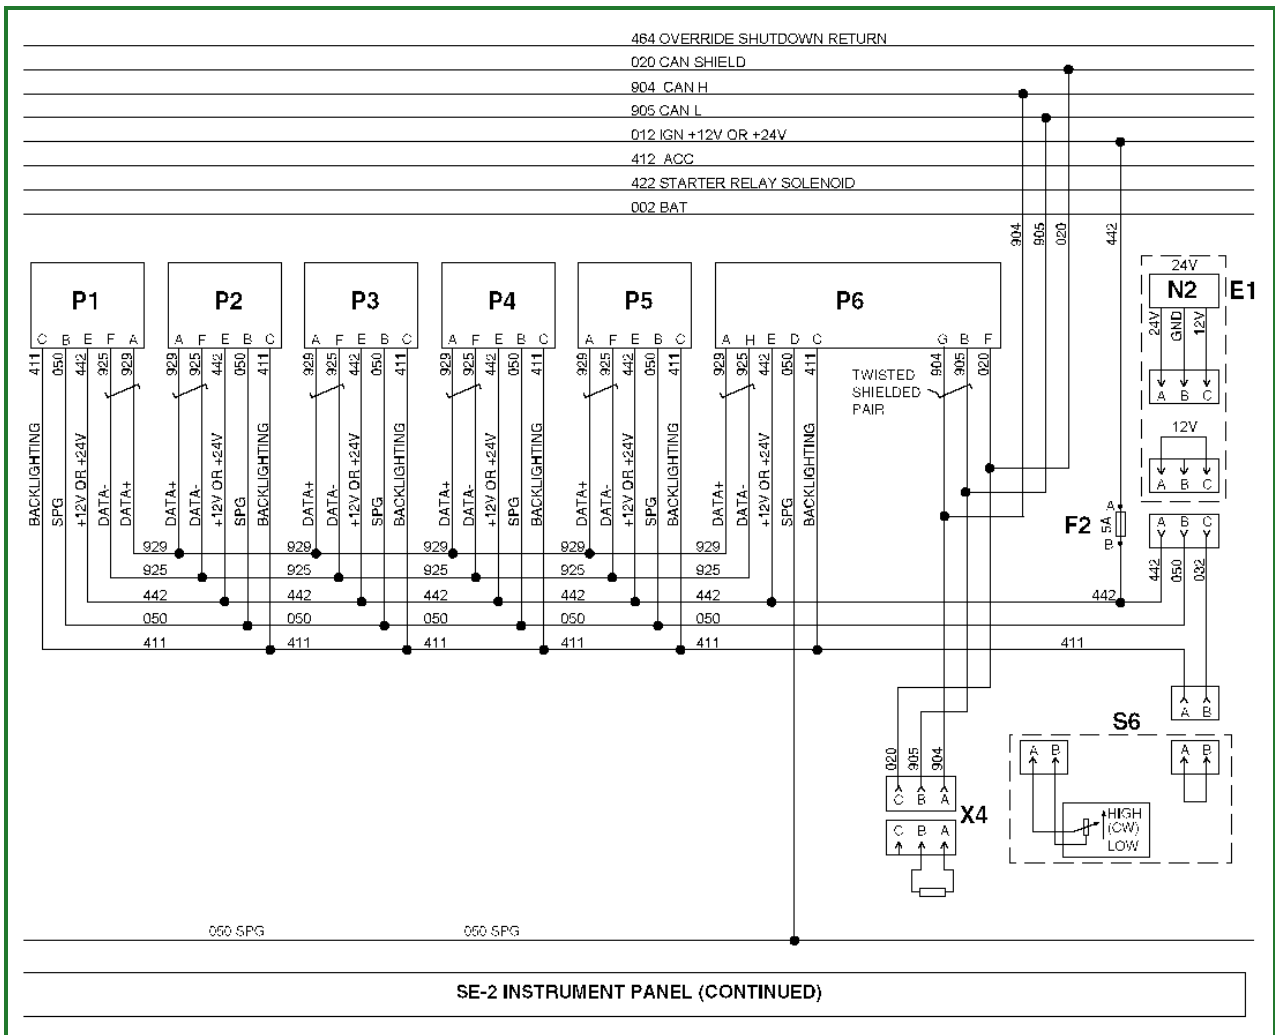 464 OVERRIDE SHUTDOWN RETURN
020 CAN SHIELD
904 CAN H
905 CAN L
012 IGN +12V OR +24V
412 ACC
422 STARTER RELAY SOLENOID
002 BAT
904 905 020 442
P1 P2 P3 P4 P5 P6
24V
N2 E1
24V GND 12V
C B E F A
A F E B C
A F E B C
A F E B C
A F E B C
A H E D C G B F
411 050 442 925 929
929 925 442 050 411
929 925 442 050 411
929 925 442 050 411
929 925 442 050 411
929 925 442 050 411
904 905 020
TWISTED
SHIELDED
PAIR
A B C
12V
A B C
BACKLIGHTING SPG +12V OR +24V DATA- DATA+
DATA+ DATA- +12V OR +24V SPG BACKLIGHTING
DATA+ DATA- +12V OR +24V SPG BACKLIGHTING
DATA+ DATA- +12V OR +24V SPG BACKLIGHTING
DATA+ DATA- +12V OR +24V SPG BACKLIGHTING
DATA+ DATA- +12V OR +24V SPG BACKLIGHTING
F2
A
5A
B
A B C
442 050 032
929 929 929 929 929
925 925 925 925 925
442 442 442 442 442 442
050 050 050 050
411 411 411 411 411 411
A B
S6
A B
A B
HIGH
(CW)
LOW
020 905 904
C B A
X4
C B A
050 SPG 050 SPG
SE-2 INSTRUMENT PANEL (CONTINUED)